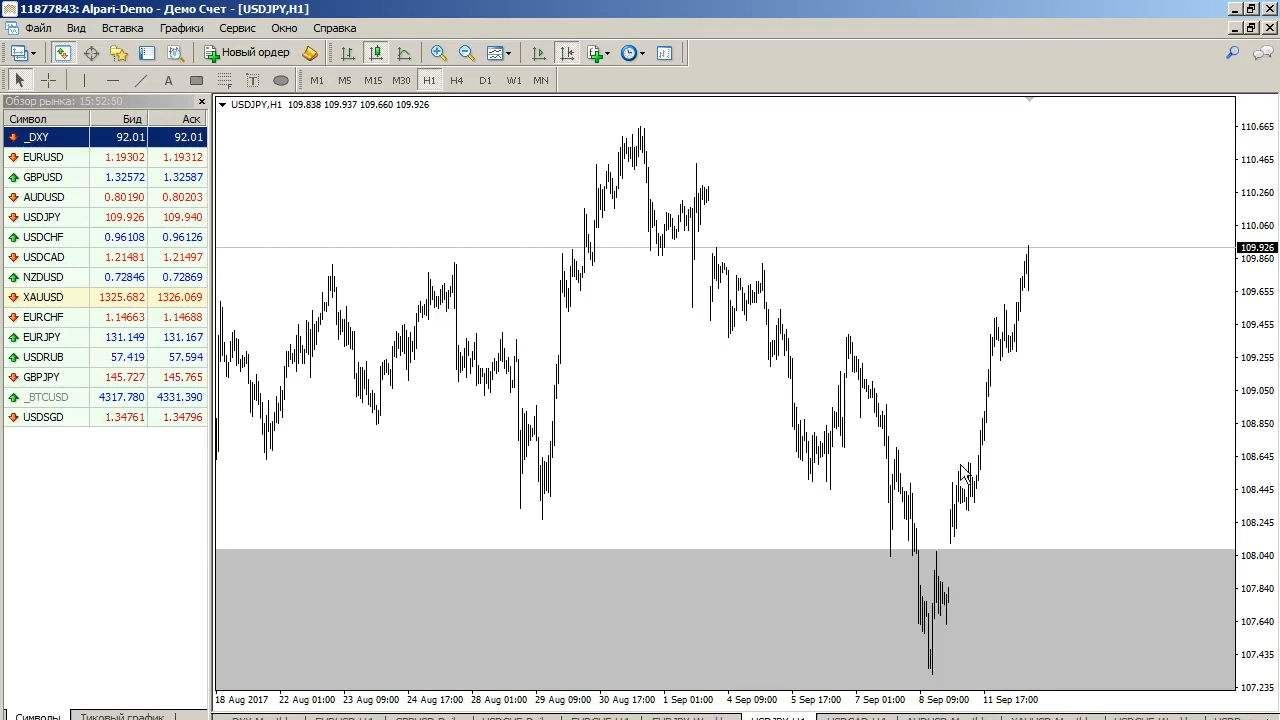 11877843: Alpari-Demo - Демо Счет - [USDJPY,H1]
Файл Вид Вставка Графики Сервис Окно Справка
Новый ордер
A T M1 M5 M15 M30 H1 H4 D1 W1 MN
Обзор рынка: 15:52:50
Символ Бид Аск
_DXY 92.01 92.01
EURUSD 1.19302 1.19312
GBPUSD 1.32572 1.32587
AUDUSD 0.80190 0.80203
USDJPY 109.926 109.940
USDCHF 0.96108 0.96126
USDCAD 1.21481 1.21497
NZDUSD 0.72846 0.72869
XAUUSD 1325.682 1326.069
EURCHF 1.14663 1.14688
EURJPY 131.149 131.167
USDRUB 57.419 57.594
GBPJPY 145.727 145.765
_BTCUSD 4317.780 4331.390
USDSGD 1.34761 1.34796
Символы Тиковый график
USDJPY,H1 109.838 109.937 109.660 109.926
110.665
110.465
110.260
110.060
109.926
109.860
109.655
109.455
109.255
109.050
108.850
108.645
108.445
108.245
108.040
107.840
107.640
107.435
107.235
18 Aug 2017 22 Aug 01:00 23 Aug 09:00 24 Aug 17:00 28 Aug 01:00 29 Aug 09:00 30 Aug 17:00 1 Sep 01:00 4 Sep 09:00 5 Sep 17:00 7 Sep 01:00 8 Sep 09:00 11 Sep 17:00